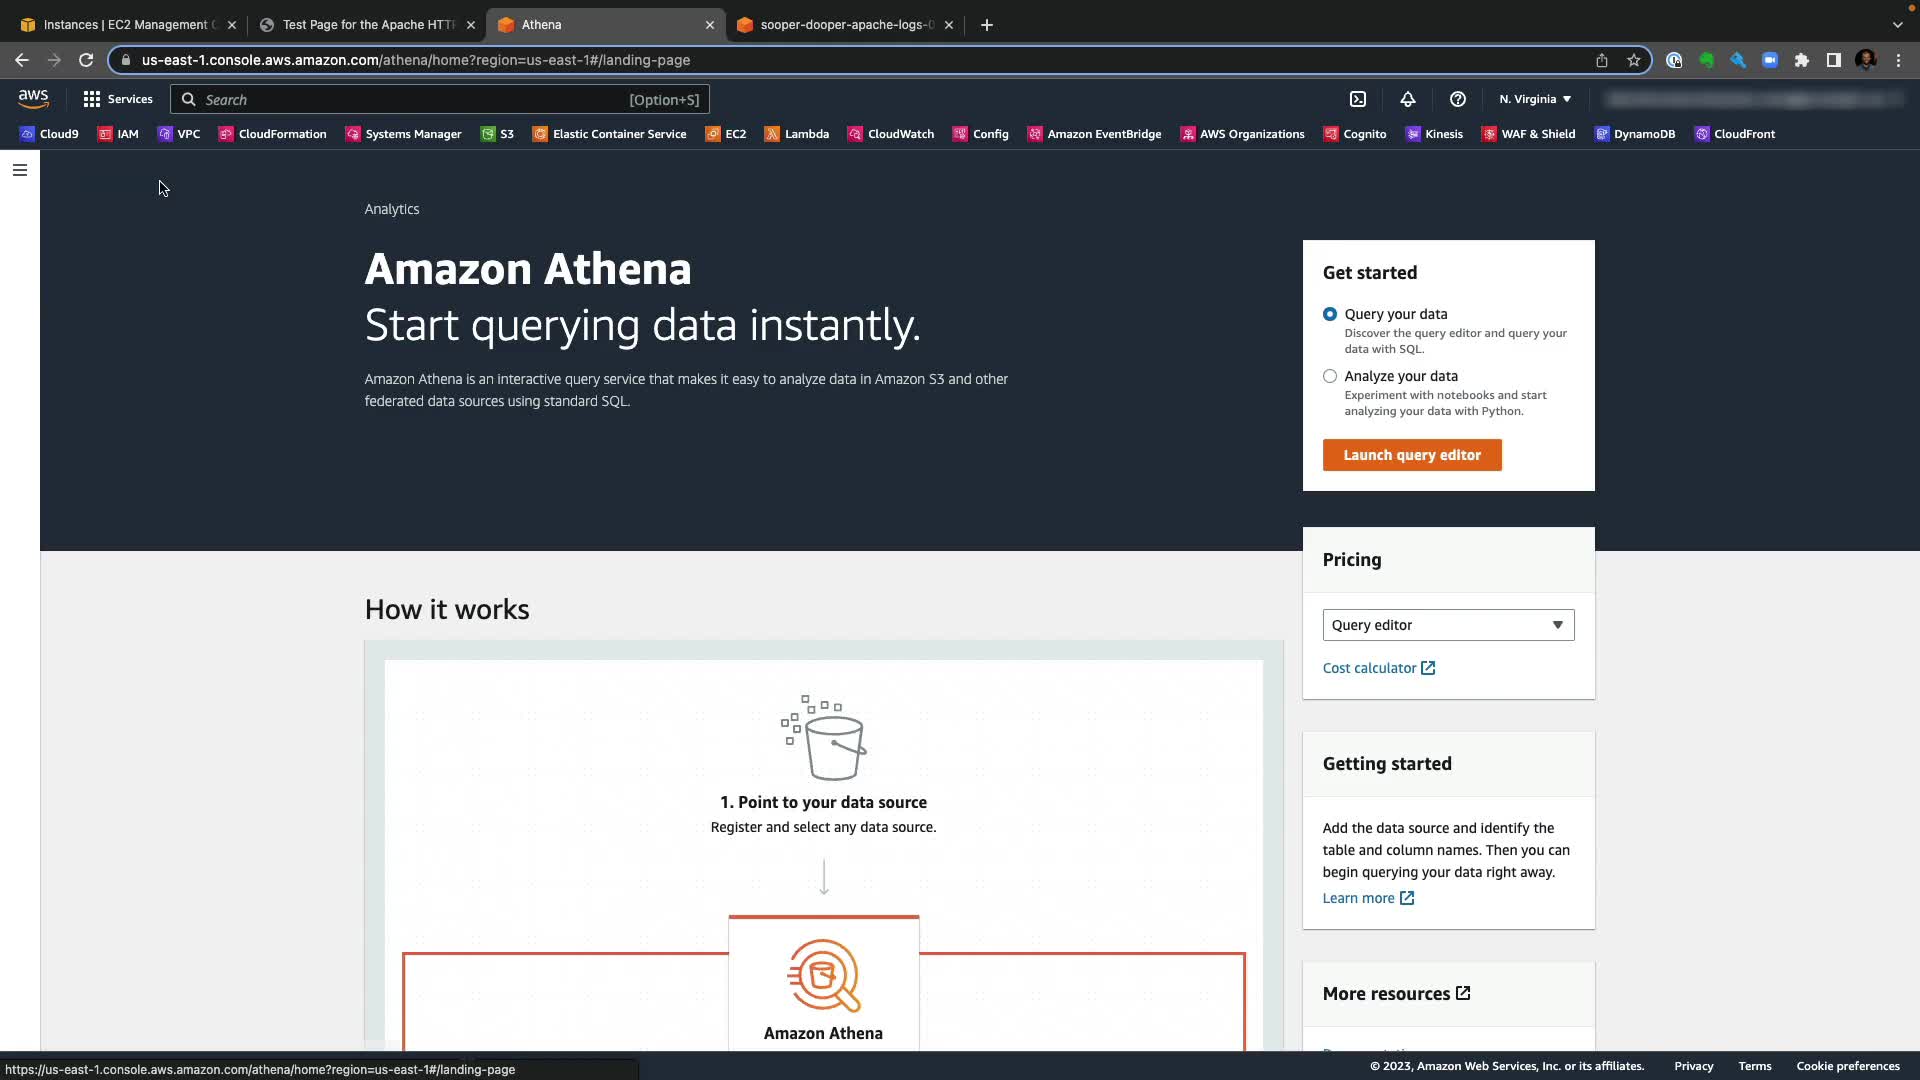 Instances | EC2 Management C
Test Page for the Apache HTTP
Athena
sooper-dooper-apache-logs-0
us-east-1.console.aws.amazon.com/athena/home?region=us-east-1#/landing-page
aws
Services
Search
[Option+S]
N. Virginia
Cloud9
IAM
VPC
CloudFormation
Systems Manager
S3
Elastic Container Service
EC2
Lambda
CloudWatch
Config
Amazon EventBridge
AWS Organizations
Cognito
Kinesis
WAF & Shield
DynamoDB
CloudFront
Analytics
Amazon Athena
Start querying data instantly.
Amazon Athena is an interactive query service that makes it easy to analyze data in Amazon S3 and other
federated data sources using standard SQL.
Get started
Query your data
Discover the query editor and query your
data with SQL.
Analyze your data
Experiment with notebooks and start
analyzing your data with Python.
Launch query editor
Pricing
Query editor
Cost calculator
How it works
1. Point to your data source
Register and select any data source.
Amazon Athena
Getting started
Add the data source and identify the
table and column names. Then you can
begin querying your data right away.
Learn more
More resources
https://us-east-1.console.aws.amazon.com/athena/home?region=us-east-1#/landing-page
© 2023, Amazon Web Services, Inc. or its affiliates.
Privacy
Terms
Cookie preferences